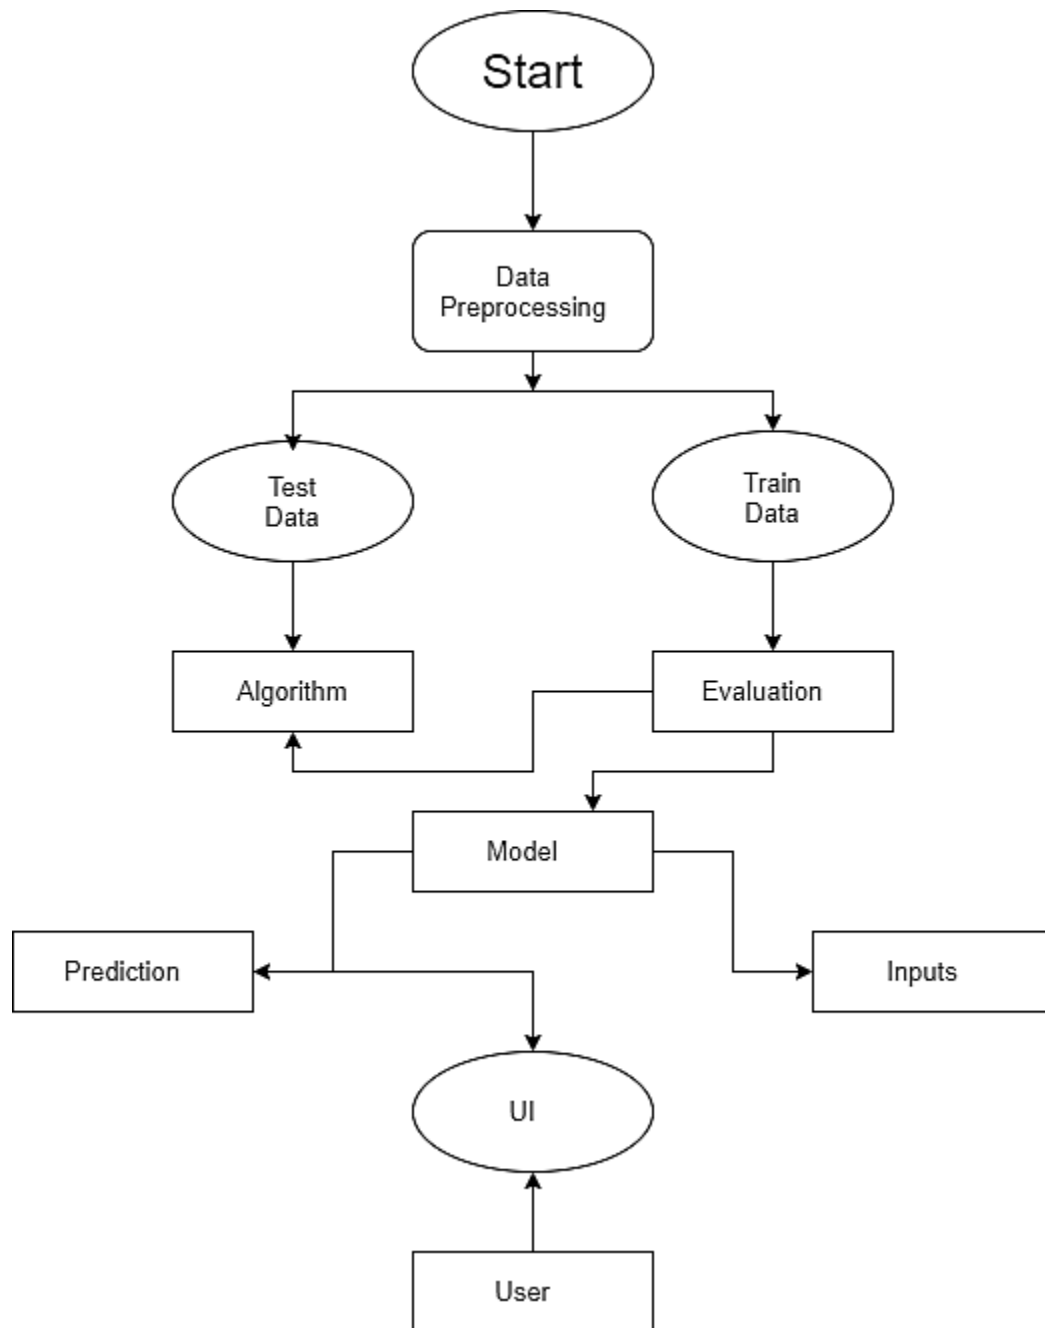 Start
Data
Preprocessing
Test
Data
Train
Data
Algorithm
Evaluation
Model
Prediction
Inputs
UI
User